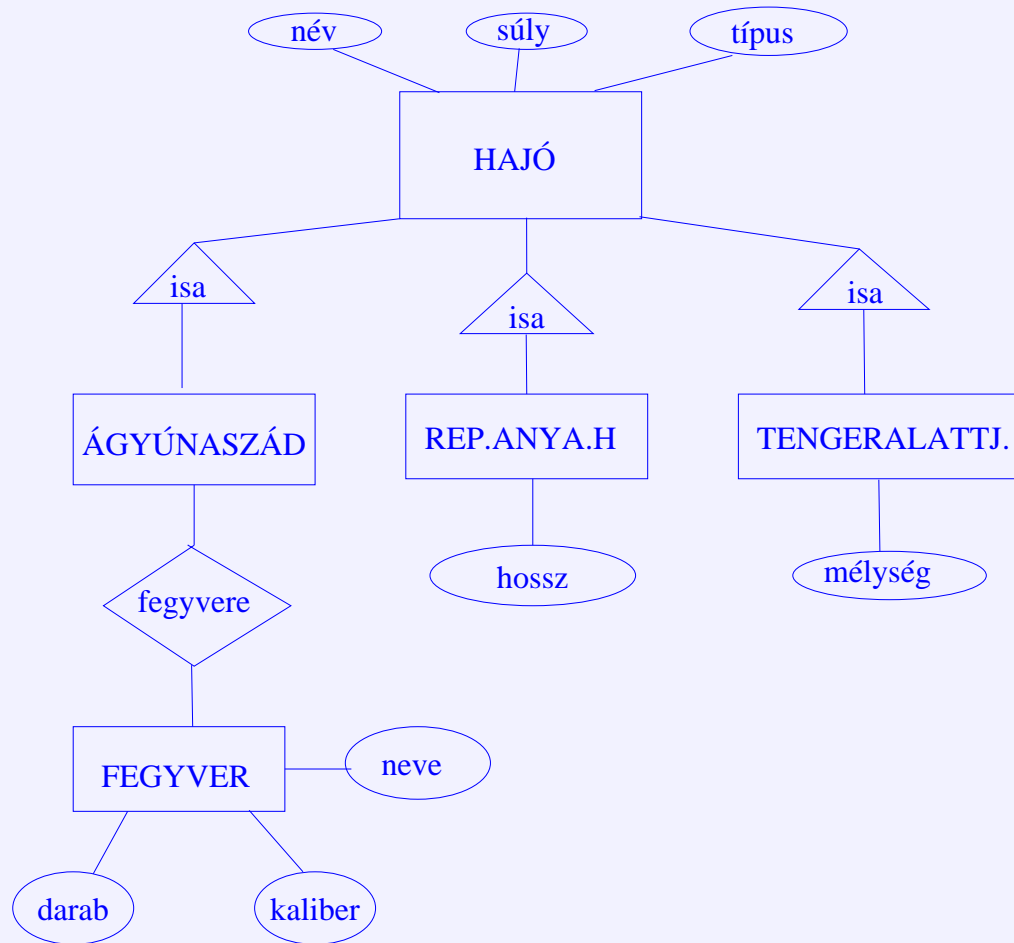 név
súly
típus
HAJÓ
isa
isa
isa
ÁGYÚNASZÁD
REP.ANYA.H
TENGERALATTJ.
hossz
mélység
fegyvere
FEGYVER
neve
darab
kaliber